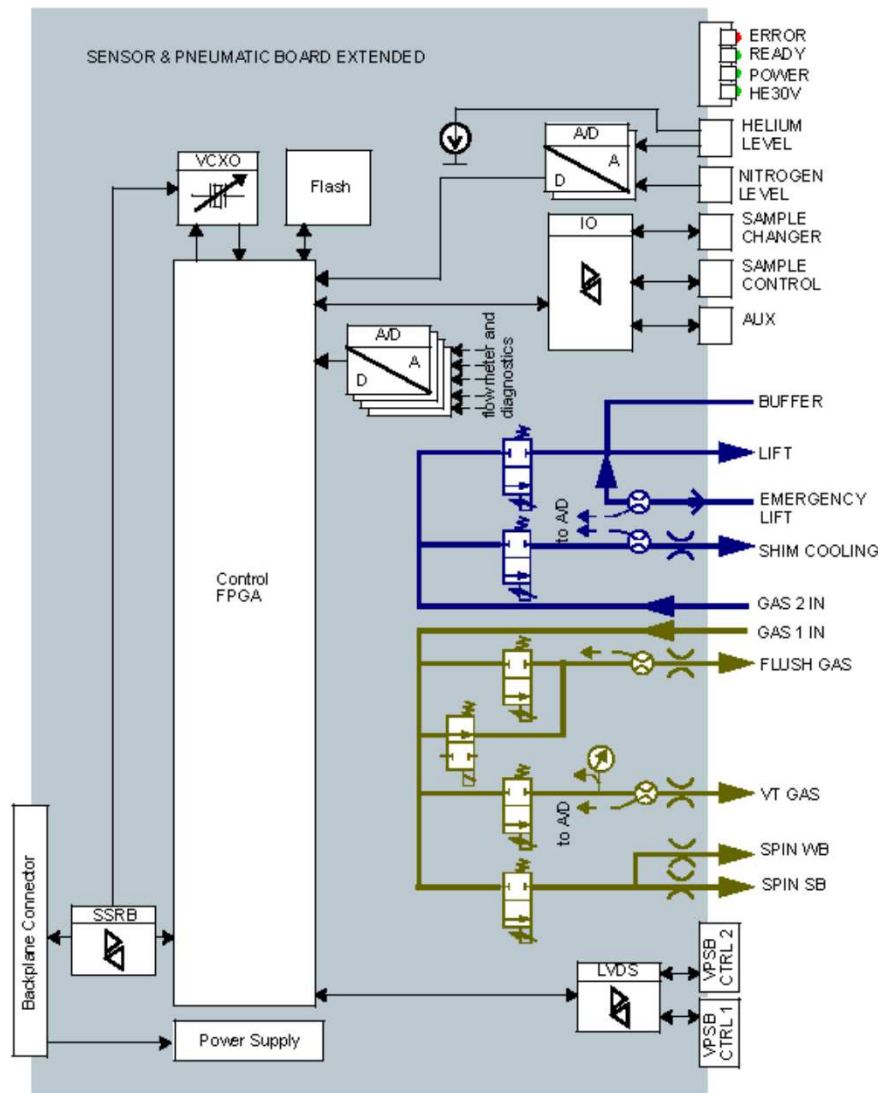 SENSOR & PNEUMATIC BOARD EXTENDED
ERROR
READY
POWER
HE30V
HELIUM
LEVEL
NITROGEN
LEVEL
SAMPLE
CHANGER
SAMPLE
CONTROL
AUX
VCXO
Flash
A/D
A
D
IO
A/D
A
D
flowmeter and
diagnostics
Control
FPGA
BUFFER
LIFT
EMERGENCY
LIFT
to A/D
SHIM COOLING
GAS 2 IN
GAS 1 IN
FLUSH GAS
VT GAS
to A/D
SPIN WB
SPIN SB
Backplane Connector
SSRB
Power Supply
LVDS
VPSB
CTRL 2
VPSB
CTRL 1